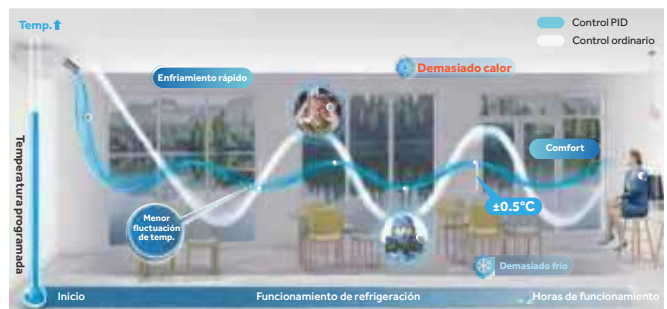 Temp.
Control PID
Control ordinario
Enfriamiento rápido
Demasiado calor
Temperatura programada
Comfort
Menor
fluctuación
de temp.
±0.5°C
Demasiado frío
Inicio
Funcionamiento de refrigeración
Horas de funcionamiento